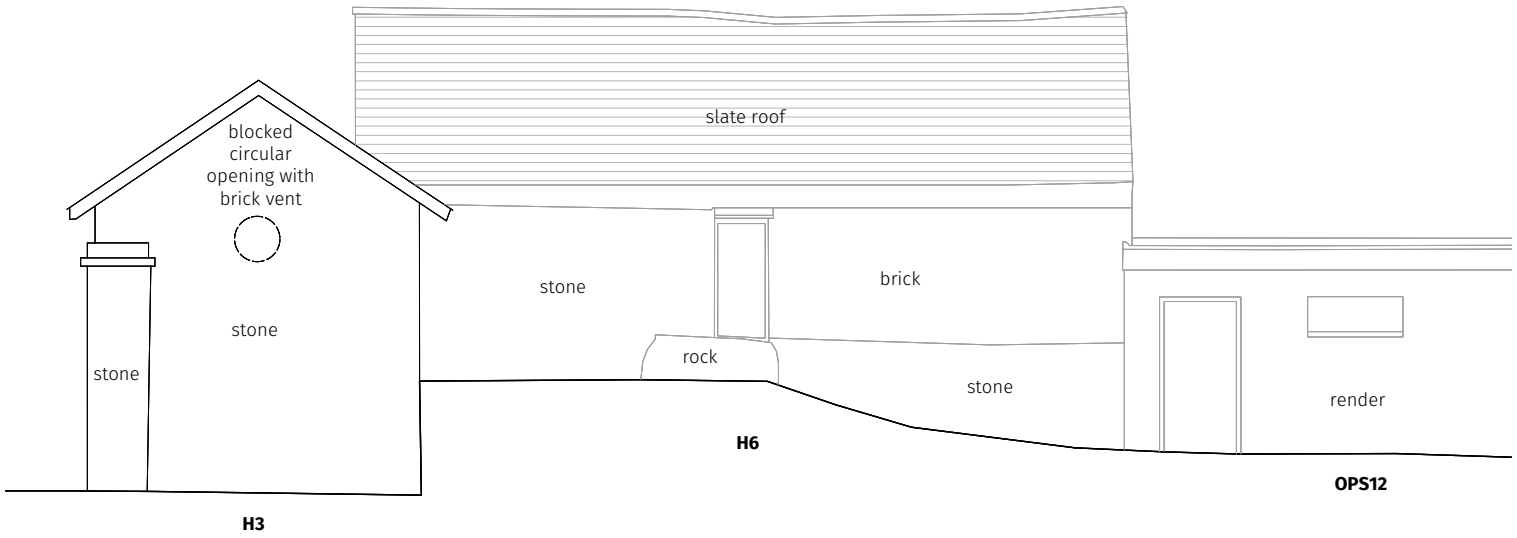 slate roof
blocked
circular
opening with
brick vent
stone
brick
stone
rock
stone
stone
render
H6
OPS12
H3